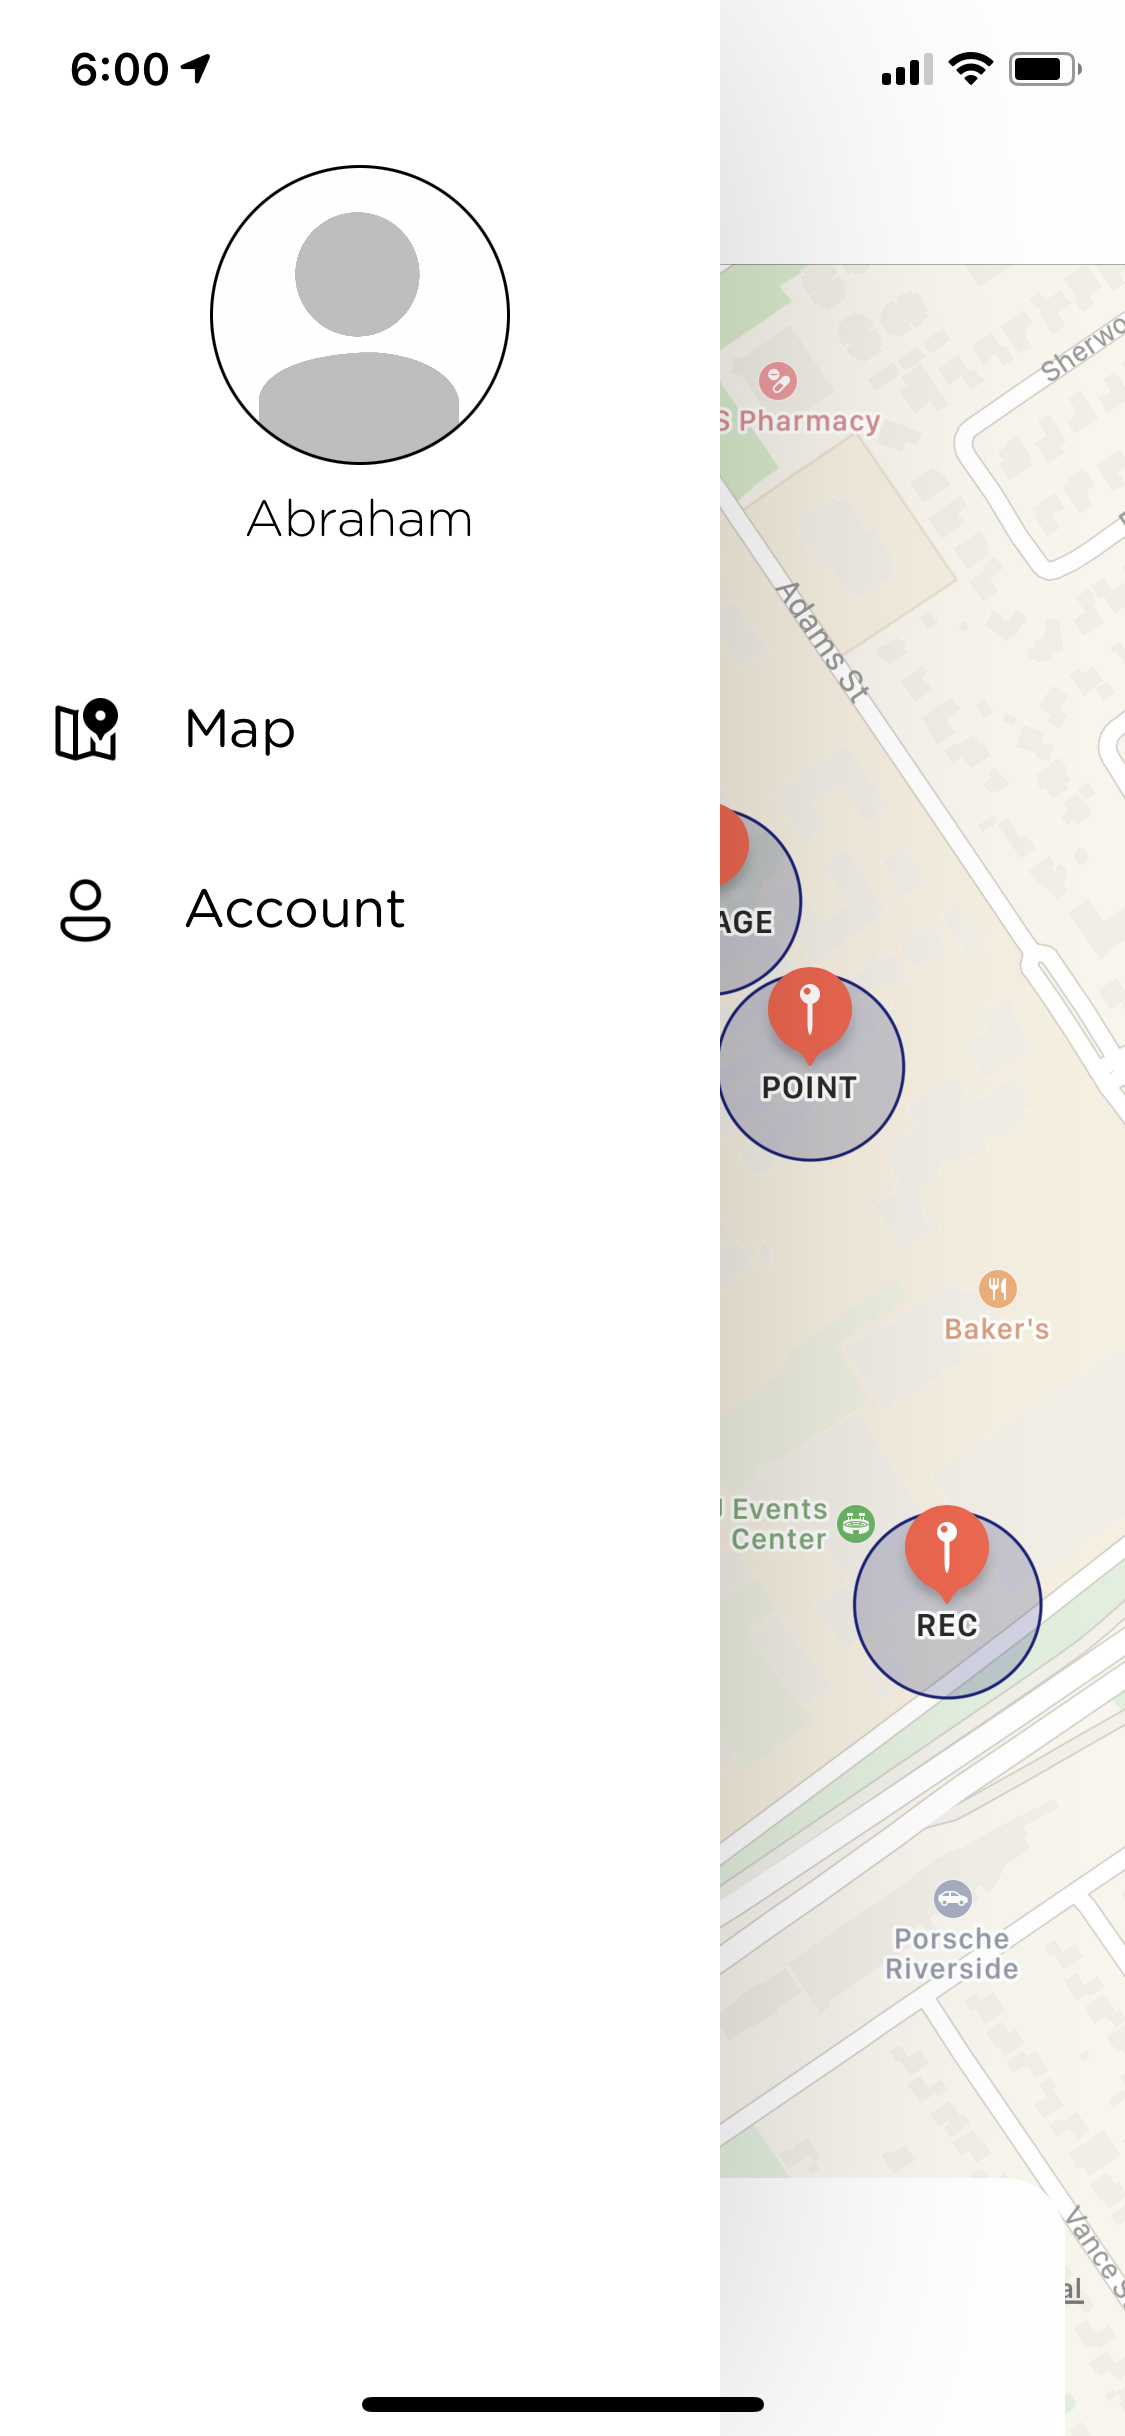 6:00
Abraham
Map
Account
S Pharmacy
Sherwo
Adams St
AGE
POINT
Baker's
J Events
Center
REC
Porsche
Riverside
Vance S
al